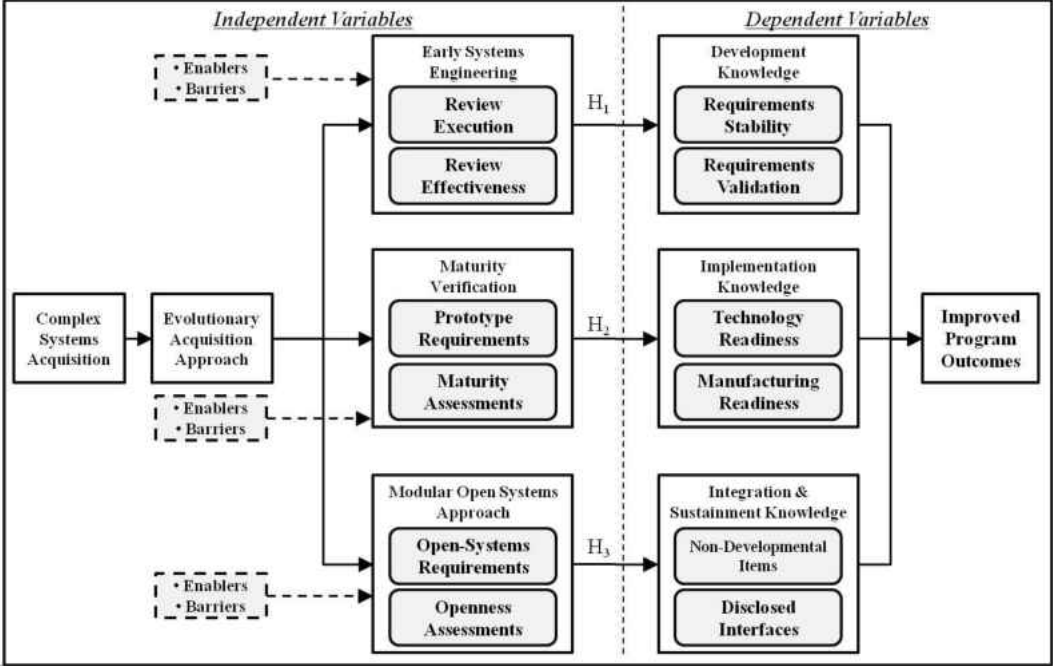 Independent Variables
Dependent Variables
• Enablers
• Barriers
Early Systems
Engineering
Review
Execution
Review
Effectiveness
H1
Development
Knowledge
Requirements
Stability
Requirements
Validation
Complex
Systems
Acquisition
Evolutionary
Acquisition
Approach
• Enablers
• Barriers
Maturity
Verification
Prototype
Requirements
Maturity
Assessments
H2
Implementation
Knowledge
Technology
Readiness
Manufacturing
Readiness
Improved
Program
Outcomes
• Enablers
• Barriers
Modular Open Systems
Approach
Open-Systems
Requirements
Openness
Assessments
H3
Integration &
Sustainment Knowledge
Non-Developmental
Items
Disclosed
Interfaces